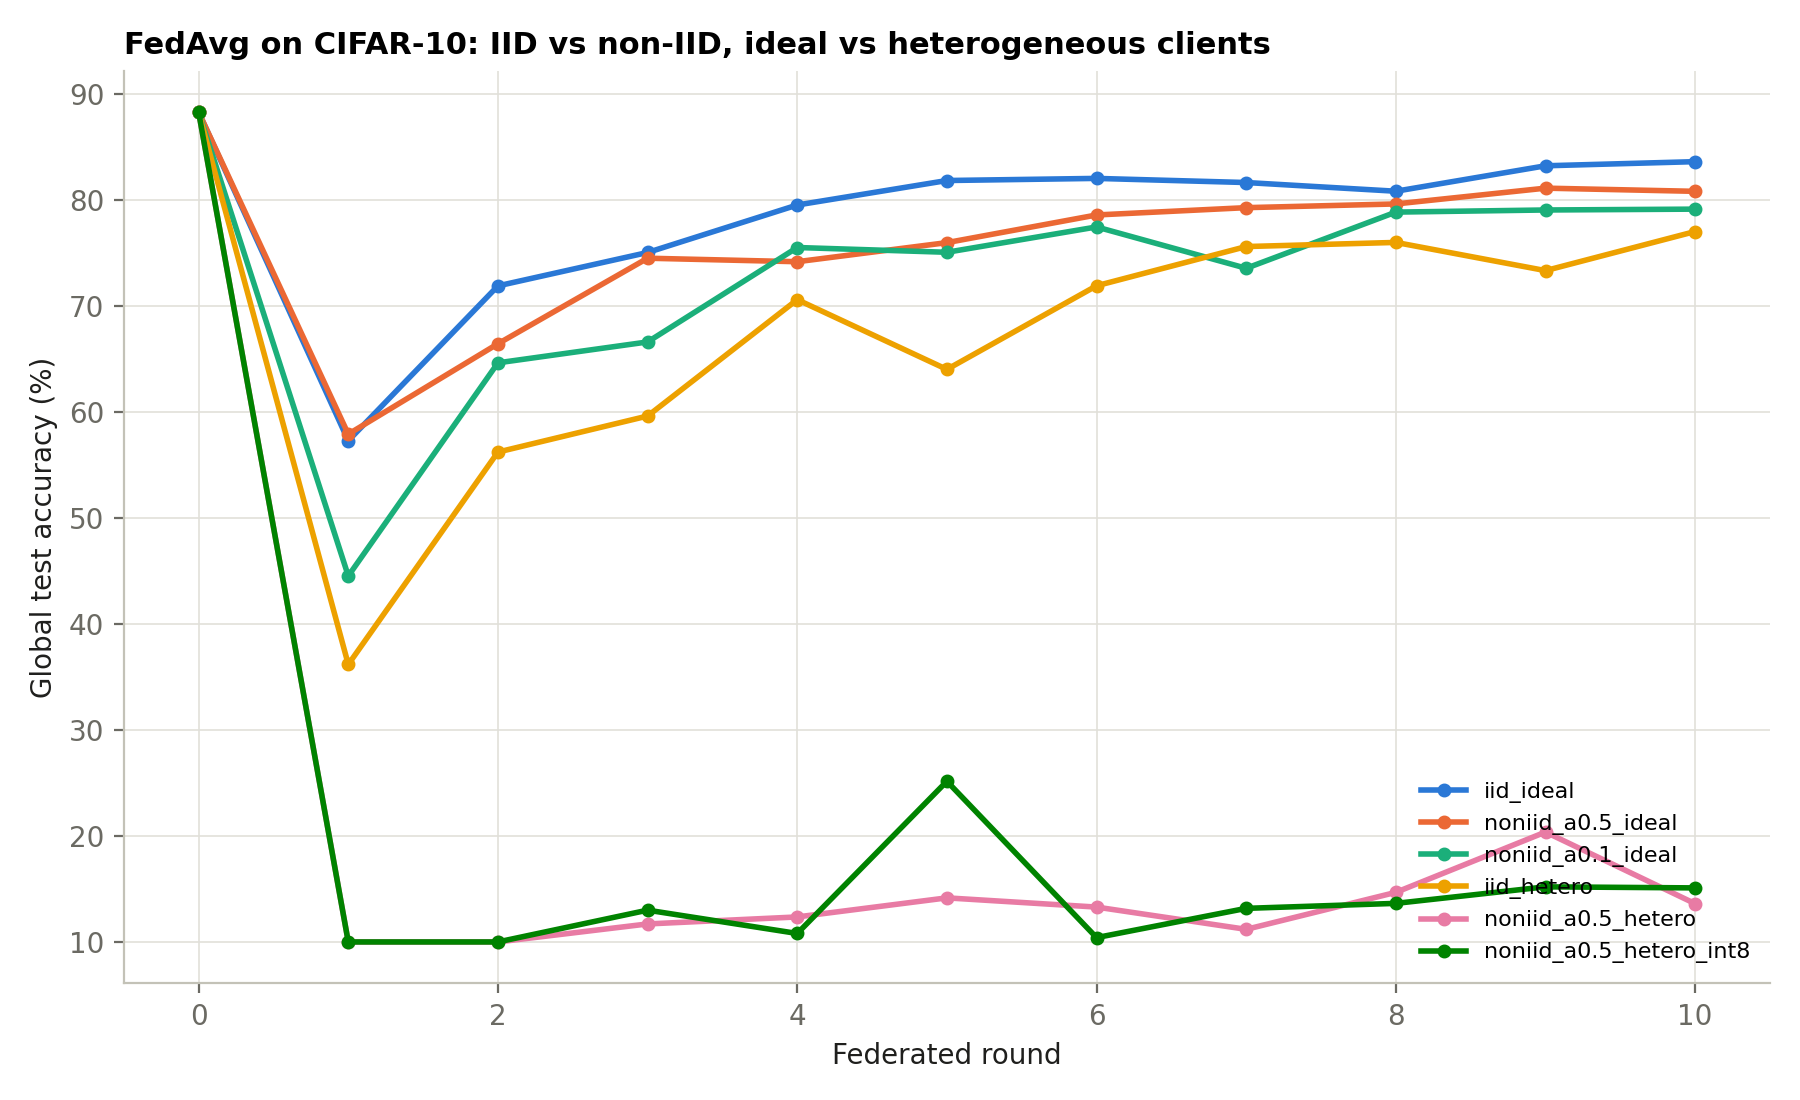 FedAvg on CIFAR-10: IID vs non-IID, ideal vs heterogeneous clients
Global test accuracy (%)
90
80
70
60
50
40
30
20
10
iid_ideal
noniid_a0.5_ideal
noniid_a0.1_ideal
iid_hetero
noniid_a0.5_hetero
noniid_a0.5_hetero_int8
0 2 4 6 8 10
Federated round